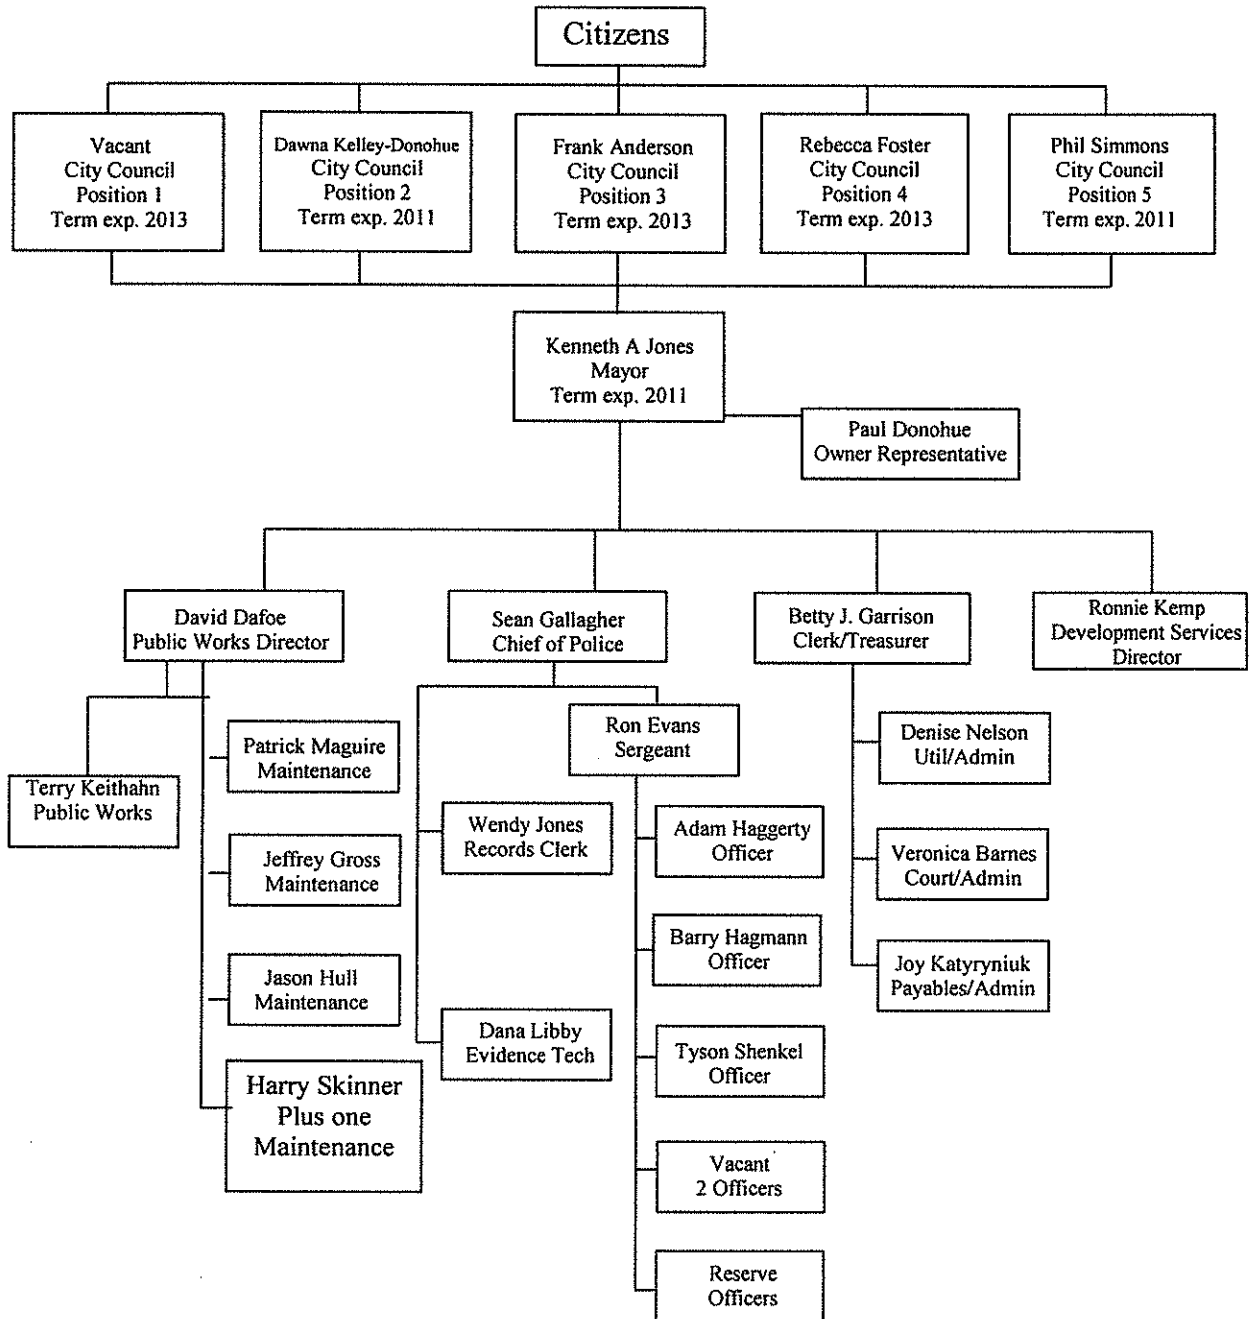 Citizens
Vacant
City Council
Position 1
Term exp. 2013
Dawna Kelley-Donohue
City Council
Position 2
Term exp. 2011
Frank Anderson
City Council
Position 3
Term exp. 2013
Rebecca Foster
City Council
Position 4
Term exp. 2013
Phil Simmons
City Council
Position 5
Term exp. 2011
Kenneth A Jones
Mayor
Term exp. 2011
Paul Donohue
Owner Representative
David Dafoe
Public Works Director
Sean Gallagher
Chief of Police
Betty J. Garrison
Clerk/Treasurer
Ronnie Kemp
Development Services
Director
Terry Keithahn
Public Works
Patrick Maguire
Maintenance
Jeffrey Gross
Maintenance
Jason Hull
Maintenance
Harry Skinner
Plus one
Maintenance
Wendy Jones
Records Clerk
Dana Libby
Evidence Tech
Ron Evans
Sergeant
Adam Haggerty
Officer
Barry Hagmann
Officer
Tyson Shenkel
Officer
Vacant
2 Officers
Reserve
Officers
Denise Nelson
Util/Admin
Veronica Barnes
Court/Admin
Joy Katyryniuk
Payables/Admin